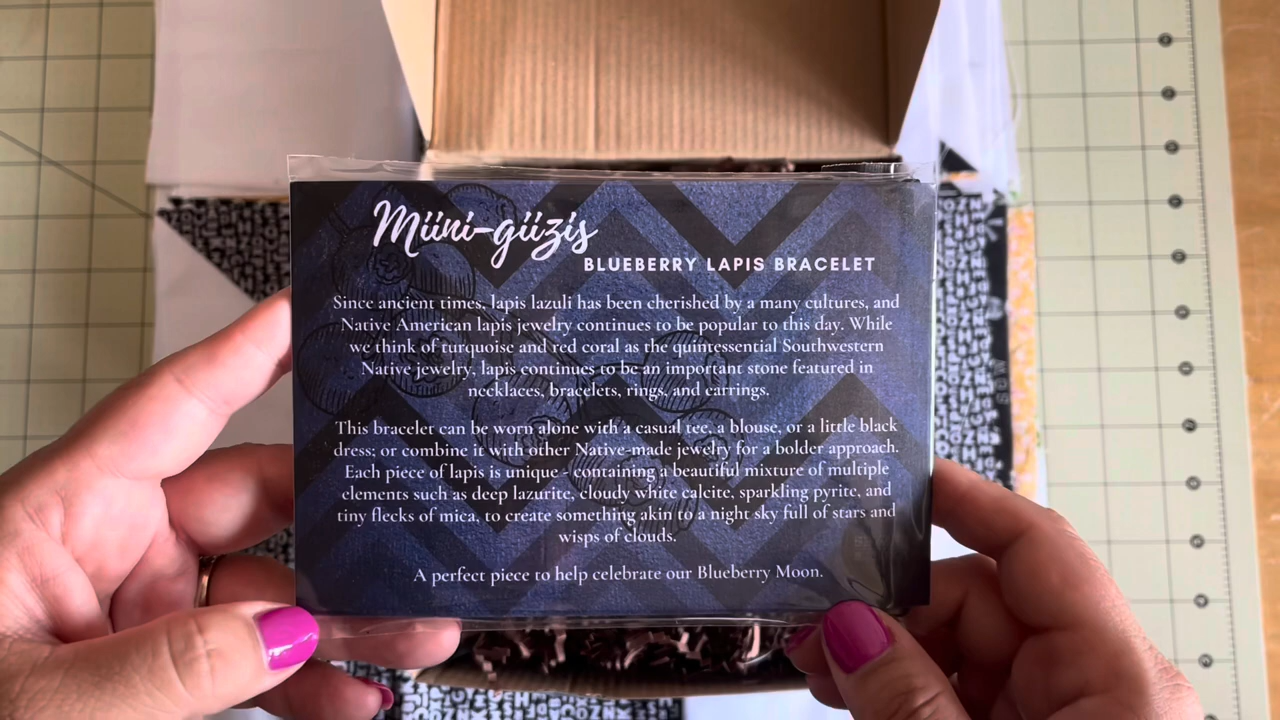 Miini-giizis
BLUEBERRY LAPIS BRACELET
Since ancient times, lapis lazuli has been cherished by a many cultures, and
Native American lapis jewelry continues to be popular to this day. While
we think of turquoise and red coral as the quintessential Southwestern
Native jewelry, lapis continues to be an important stone featured in
necklaces, bracelets, rings, and earrings.
This bracelet can be worn alone with a casual tee, a blouse, or a little black
dress; or combine it with other Native-made jewelry for a bolder approach.
Each piece of lapis is unique - containing a beautiful mixture of multiple
elements such as deep lazurite, cloudy white calcite, sparkling pyrite, and
tiny flecks of mica, to create something akin to a night sky full of stars and
wisps of clouds.
A perfect piece to help celebrate our Blueberry Moon.